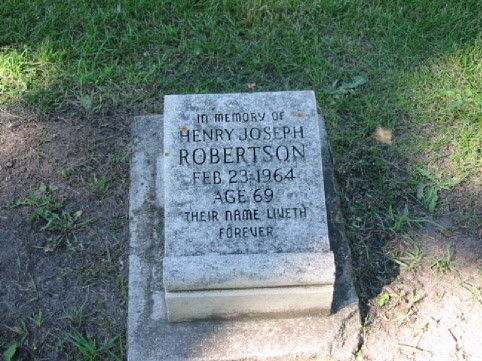 IN MEMORY OF
HENRY JOSEPH
ROBERTSON
FEB. 23-1964
AGE 69
THEIR NAME LIVETH
FOREVER